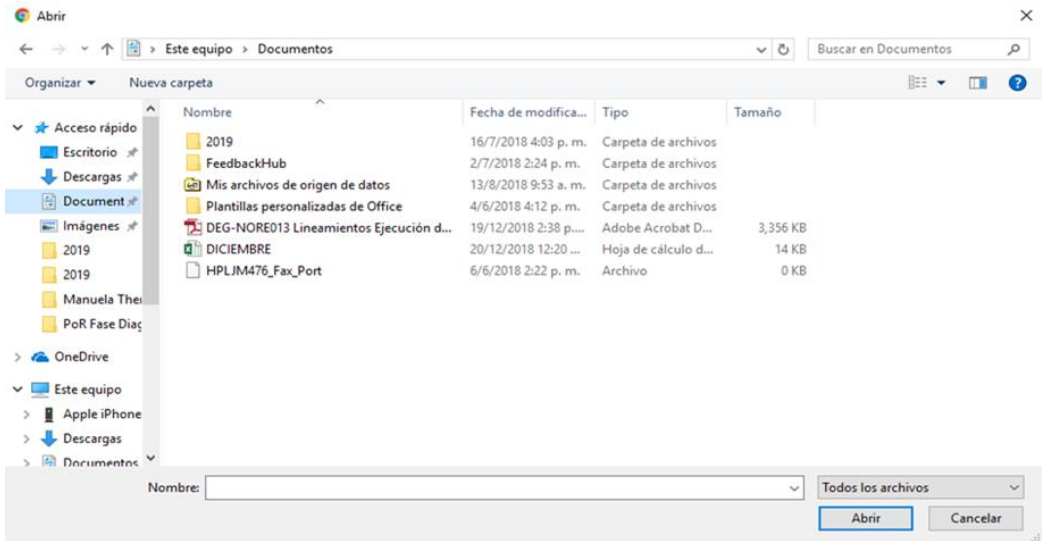 Abrir
Este equipo > Documentos
Buscar en Documentos
Organizar
Nueva carpeta
Nombre Fecha de modifica... Tipo Tamaño
Acceso rápido
Escritorio
Descargas
Document
Imágenes
2019
2019
Manuela Ther
PoR Fase Diag
OneDrive
Este equipo
Apple iPhone
Descargas
Documentos
2019 16/7/2018 4:03 p. m. Carpeta de archivos
FeedbackHub 2/7/2018 2:24 p. m. Carpeta de archivos
Mis archivos de origen de datos 13/8/2018 9:53 a. m. Carpeta de archivos
Plantillas personalizadas de Office 4/6/2018 4:12 p. m. Carpeta de archivos
DEG-NORE013 Lineamientos Ejecución d... 19/12/2018 2:38 p.... Adobe Acrobat D... 3,356 KB
DICIEMBRE 20/12/2018 12:20 ... Hoja de cálculo d... 14 KB
HPLJM476_Fax_Port 6/6/2018 2:22 p. m. Archivo 0 KB
Nombre:
Todos los archivos
Abrir
Cancelar